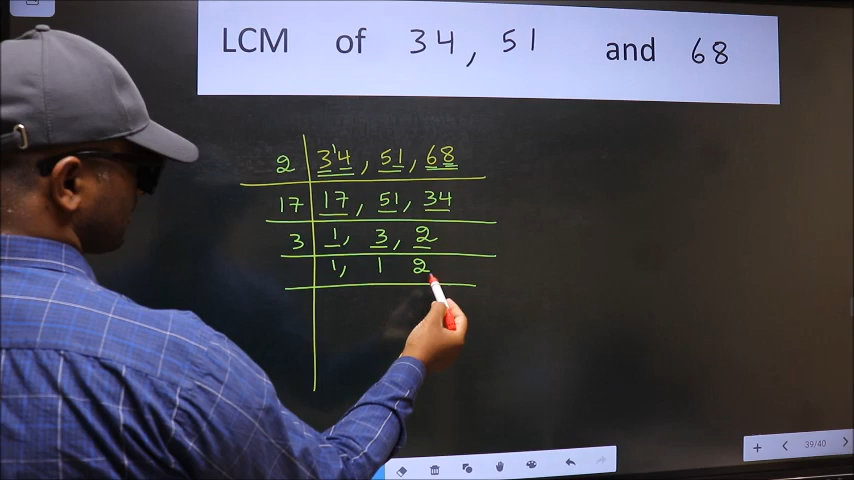 LCM of 34, 51 and 68
2 3¹4, 51, 68
17 17, 51, 34
3 1, 3, 2
1, 1 2
39/40